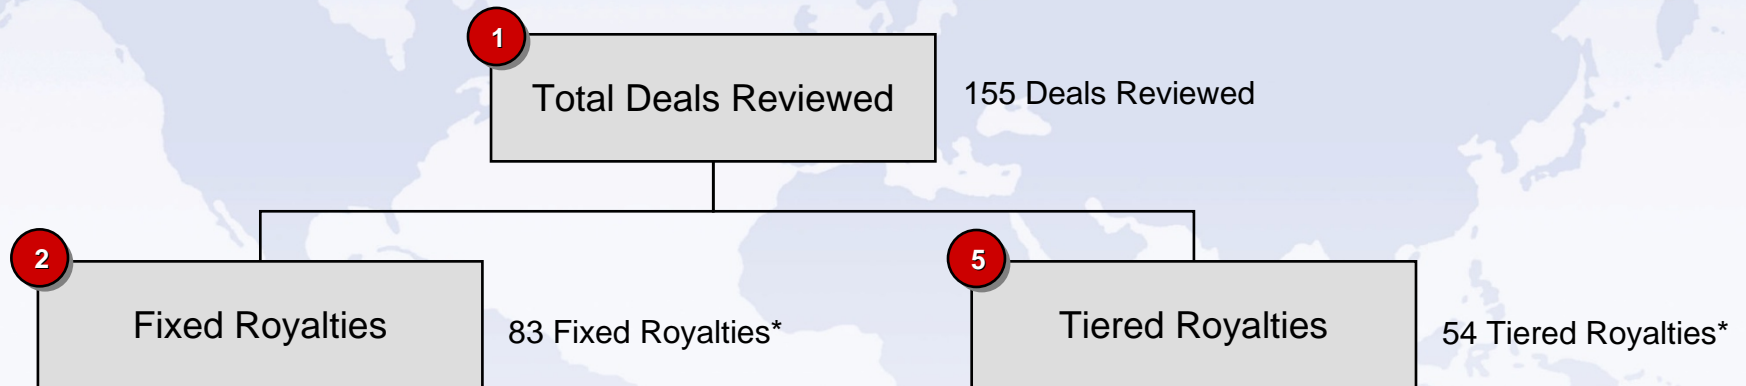 1
Total Deals Reviewed
155 Deals Reviewed
2
Fixed Royalties
83 Fixed Royalties*
5
Tiered Royalties
54 Tiered Royalties*